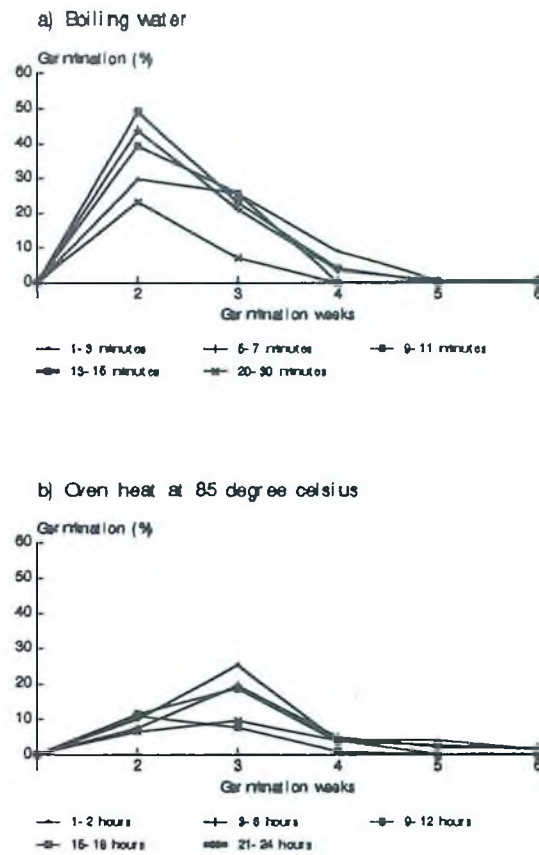 a) Boiling water
Germination (%)
60
50
40
30
20
10
0
1 2 3 4 5 6
Germination weeks
1-3 minutes 5-7 minutes 9-11 minutes
13-15 minutes 20-30 minutes
b) Oven heat at 85 degree celsius
Germination (%)
60
50
40
30
20
10
0
1 2 3 4 5 6
Germination weeks
1-2 hours 3-6 hours 9-12 hours
15-18 hours 21-24 hours